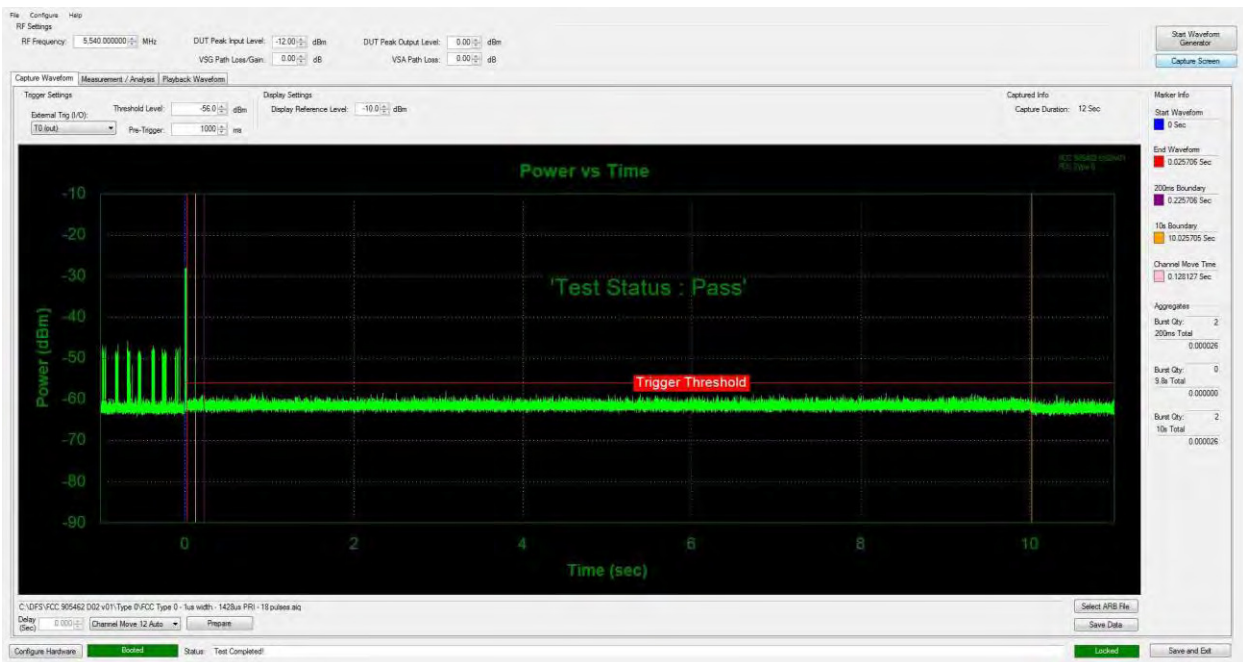 File Configure Help
RF Settings
RF Frequency: 5,540.000000 MHz DUT Peak Input Level: -12.00 dBm DUT Peak Output Level: 0.00 dBm
VSG Path Loss/Gain: 0.00 dB VSA Path Loss: 0.00 dB
Start Waveform Generator
Capture Screen
Capture Waveform Measurement / Analysis Playback Waveform
Trigger Settings
External Trig (I/O): T0 (out)
Threshold Level: -56.0 dBm
Pre-Trigger: 1000 ms
Display Settings
Display Reference Level: -10.0 dBm
Captured Info
Capture Duration: 12 Sec
Power vs Time
'Test Status : Pass'
Trigger Threshold
Power (dBm)
-10
-20
-30
-40
-50
-60
-70
-80
-90
0 2 4 6 8 10
Time (sec)
Marker Info
Start Waveform
0 Sec
End Waveform
0.025706 Sec
200ms Boundary
0.225706 Sec
10s Boundary
10.025705 Sec
Channel Move Time
0.128127 Sec
Aggregates
Burst Qty: 2
200ms Total
0.000026
Burst Qty: 0
9.8s Total
0.000000
Burst Qty: 2
10s Total
0.000026
C:\DFS\FCC 905462 D02 v01\Type 0\FCC Type 0 - 1us width - 1428us PRI - 18 pulses.aiq
Select ARB File
Delay (Sec) 0.000 Channel Move 12 Auto Prepare
Save Data
Configure Hardware Booted Status: Test Completed! Locked Save and Exit